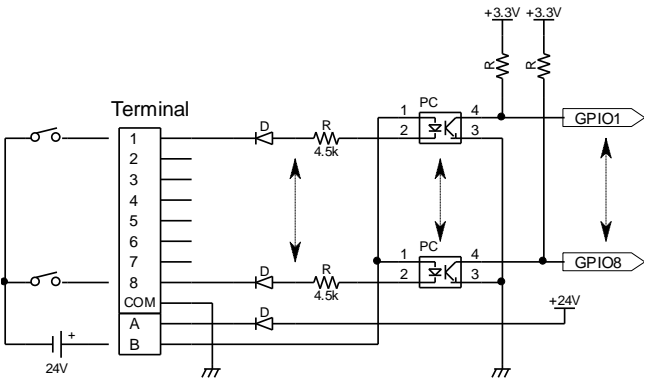 +3.3V +3.3V
R R
Terminal
D R PC
1 4 GPIO1
1 2 3
4.5k
2
3
4
5
6
7
PC
1 4 GPIO8
D R
8 2 3
4.5k
COM
D +24V
A
+ B
24V